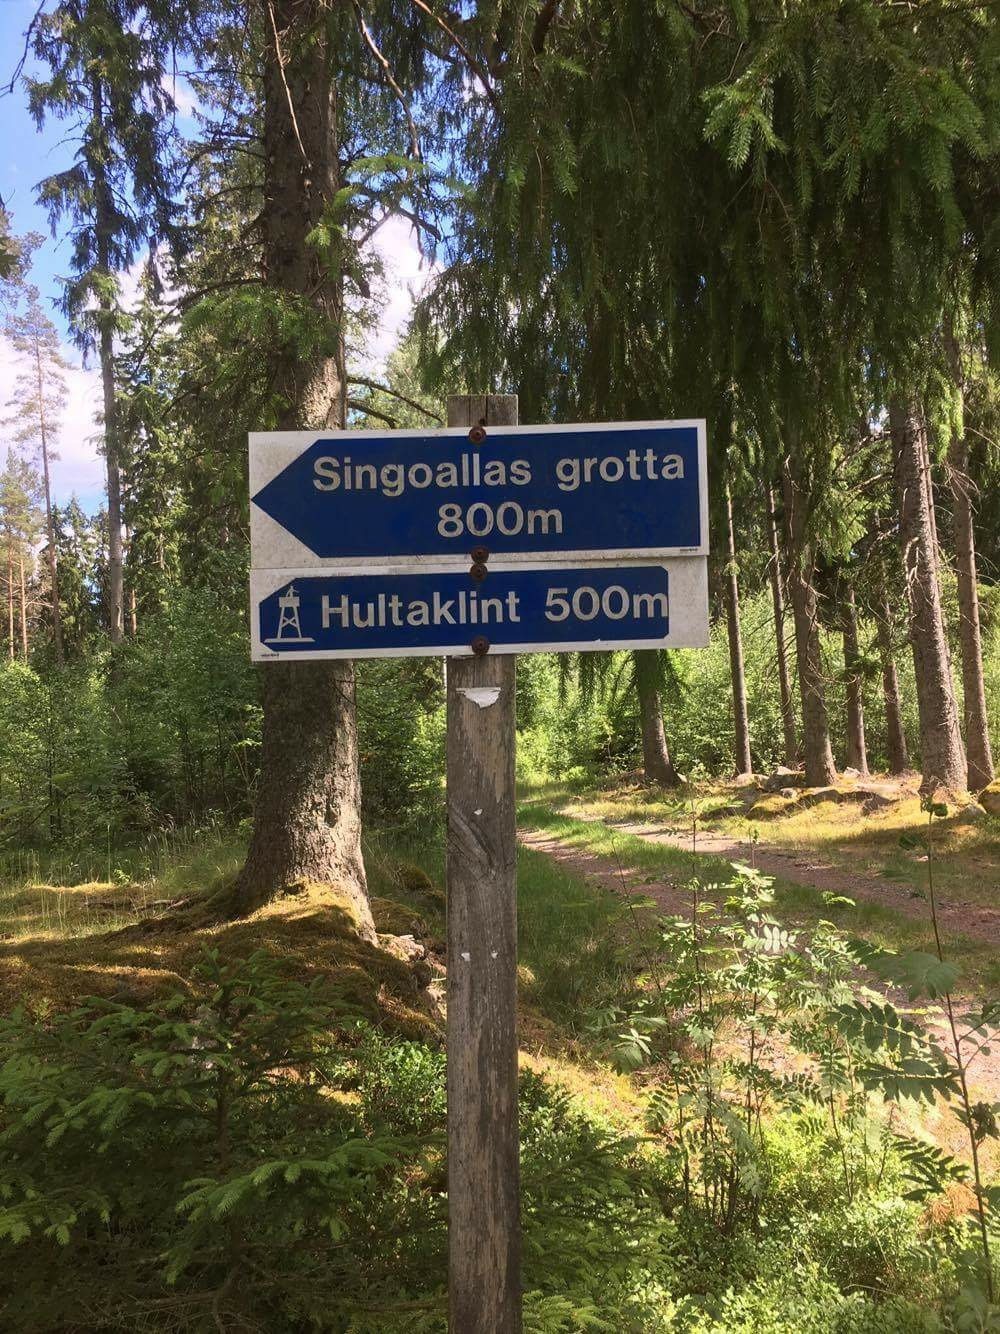 Singoallas grotta
800m
Hultaklint 500m